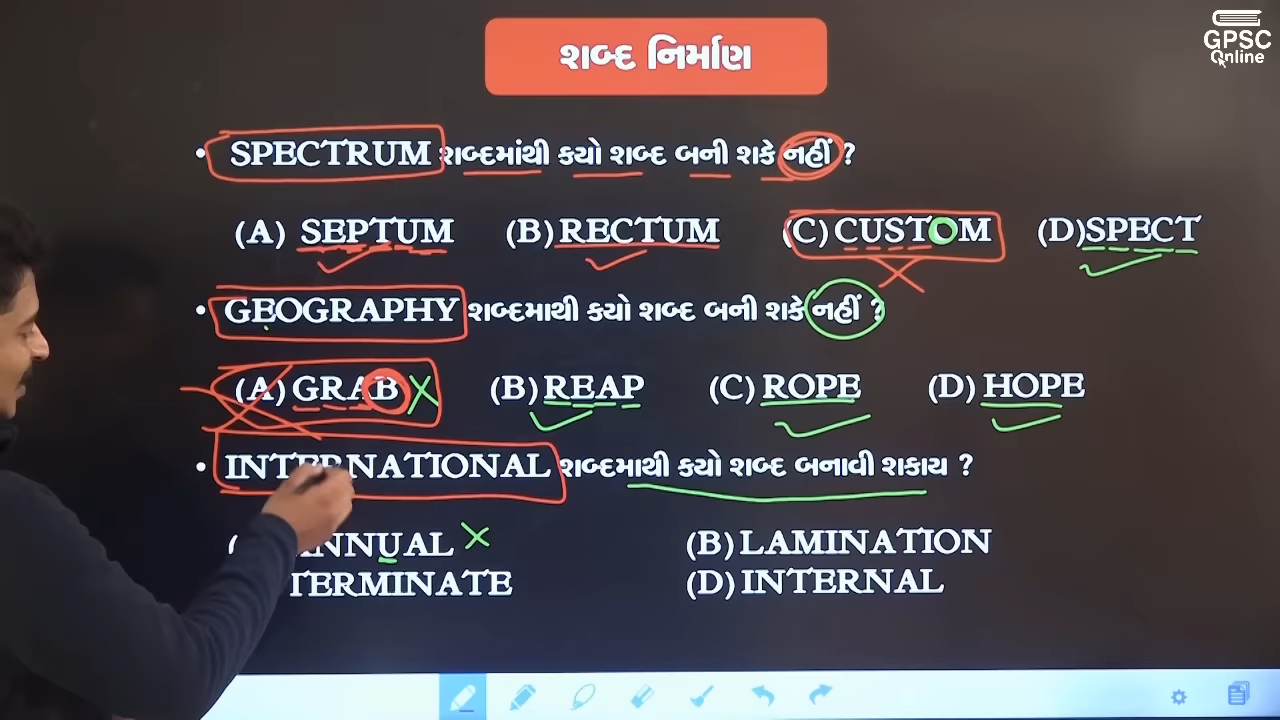 GPSC
Online
શબ્દ નિર્માણ
• SPECTRUM શબ્દમાંથી કયો શબ્દ બની શકે નહીં ?
(A) SEPTUM (B) RECTUM (C) CUSTOM (D) SPECT
• GEOGRAPHY શબ્દમાથી કયો શબ્દ બની શકે નહીં ?
(A) GRAB (B) REAP (C) ROPE (D) HOPE
• INTERNATIONAL શબ્દમાથી કયો શબ્દ બનાવી શકાય ?
ANNUAL (B) LAMINATION
TERMINATE (D) INTERNAL